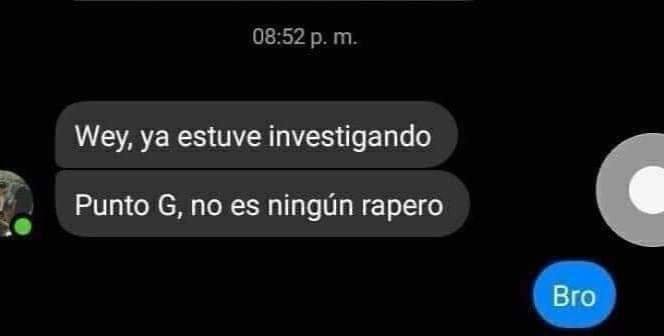 08:52 p. m.
Wey, ya estuve investigando
Punto G, no es ningún rapero
Bro